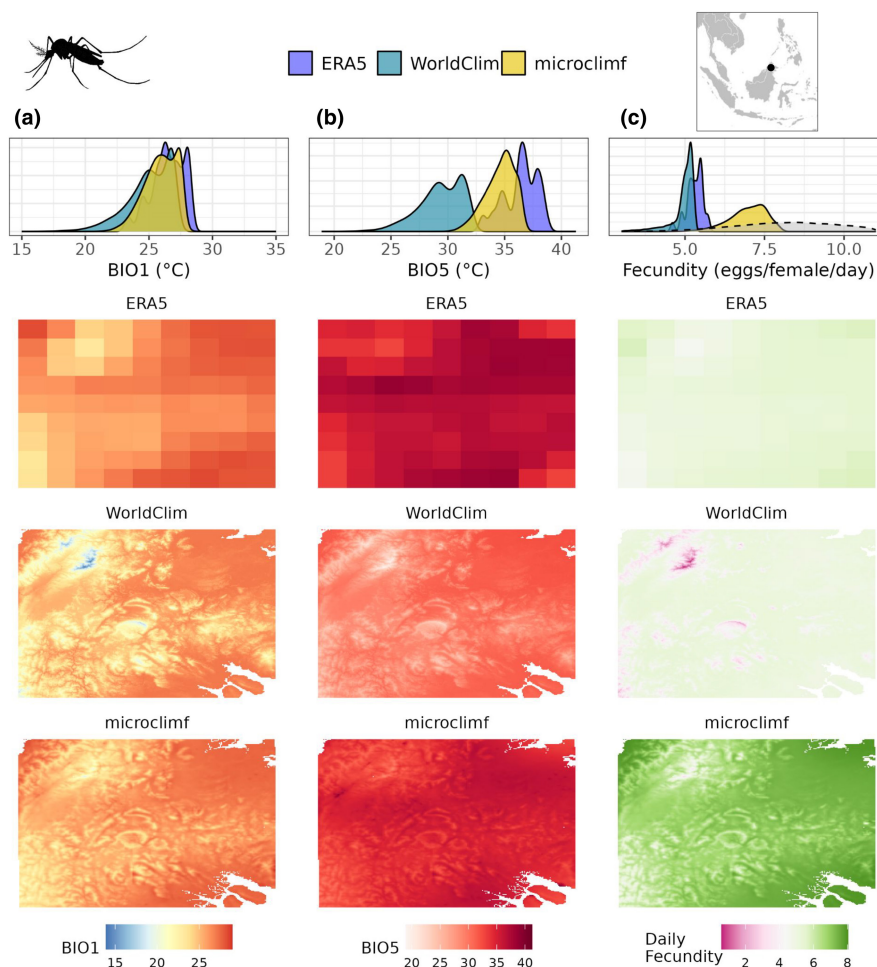 ERA5 WorldClim microclimf
(a) (b) (c)
15 20 25 30 35 20 25 30 35 40 5.0 7.5 10.0
BIO1 (°C) BIO5 (°C) Fecundity (eggs/female/day)
ERA5 ERA5
WorldClim WorldClim WorldClim
microclimf microclimf microclimf
BIO1 15 20 25 BIO5 20 25 30 35 40 Daily
Fecundity 2 4 6 8